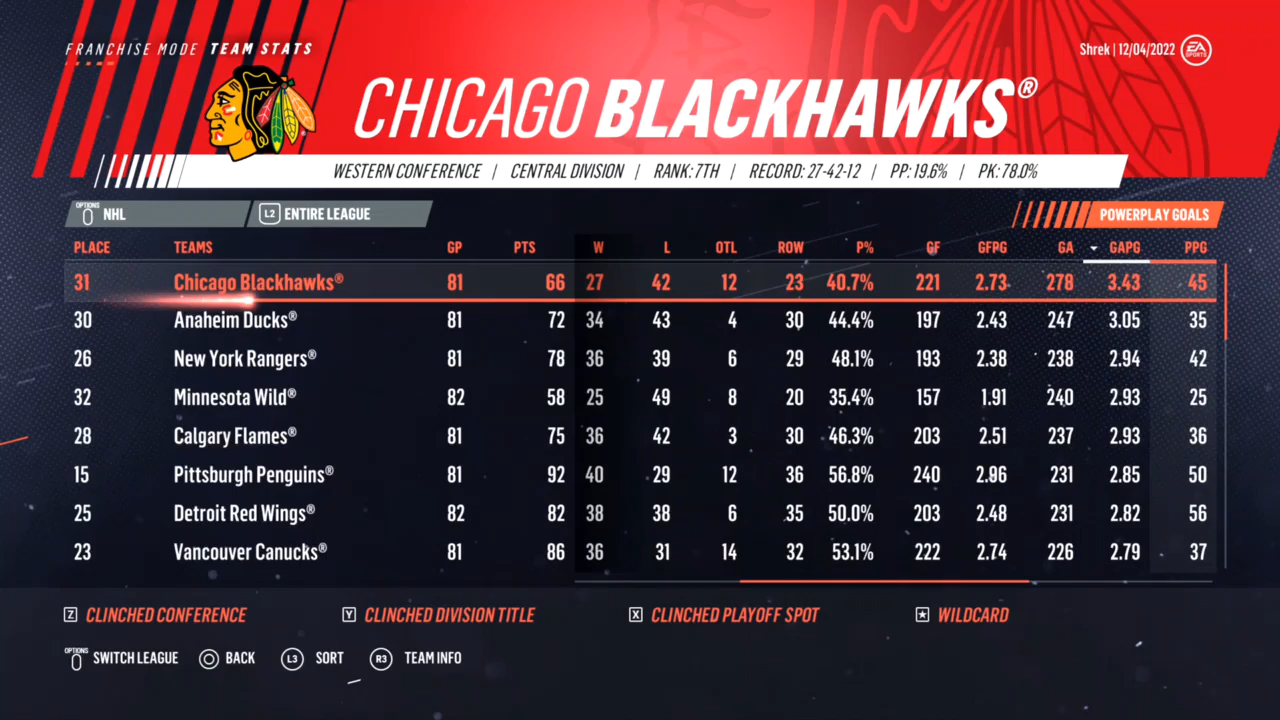 FRANCHISE MODE TEAM STATS
Shrek | 12/04/2022 EA SPORTS
CHICAGO BLACKHAWKS®
WESTERN CONFERENCE / CENTRAL DIVISION / RANK: 7TH / RECORD: 27-42-12 / PP: 19.6% / PK: 78.0%
OPTIONS NHL L2 ENTIRE LEAGUE POWERPLAY GOALS
PLACE TEAMS GP PTS W L OTL ROW P% GF GFPG GA GAPG PPG
31 Chicago Blackhawks® 81 66 27 42 12 23 40.7% 221 2.73 278 3.43 45
30 Anaheim Ducks® 81 72 34 43 4 30 44.4% 197 2.43 247 3.05 35
26 New York Rangers® 81 78 36 39 6 29 48.1% 193 2.38 238 2.94 42
32 Minnesota Wild® 82 58 25 49 8 20 35.4% 157 1.91 240 2.93 25
28 Calgary Flames® 81 75 36 42 3 30 46.3% 203 2.51 237 2.93 36
15 Pittsburgh Penguins® 81 92 40 29 12 36 56.8% 240 2.96 231 2.85 50
25 Detroit Red Wings® 82 82 38 38 6 35 50.0% 203 2.48 231 2.82 56
23 Vancouver Canucks® 81 86 36 31 14 32 53.1% 222 2.74 226 2.79 37
Z CLINCHED CONFERENCE Y CLINCHED DIVISION TITLE X CLINCHED PLAYOFF SPOT ★ WILDCARD
OPTIONS SWITCH LEAGUE BACK L3 SORT R3 TEAM INFO